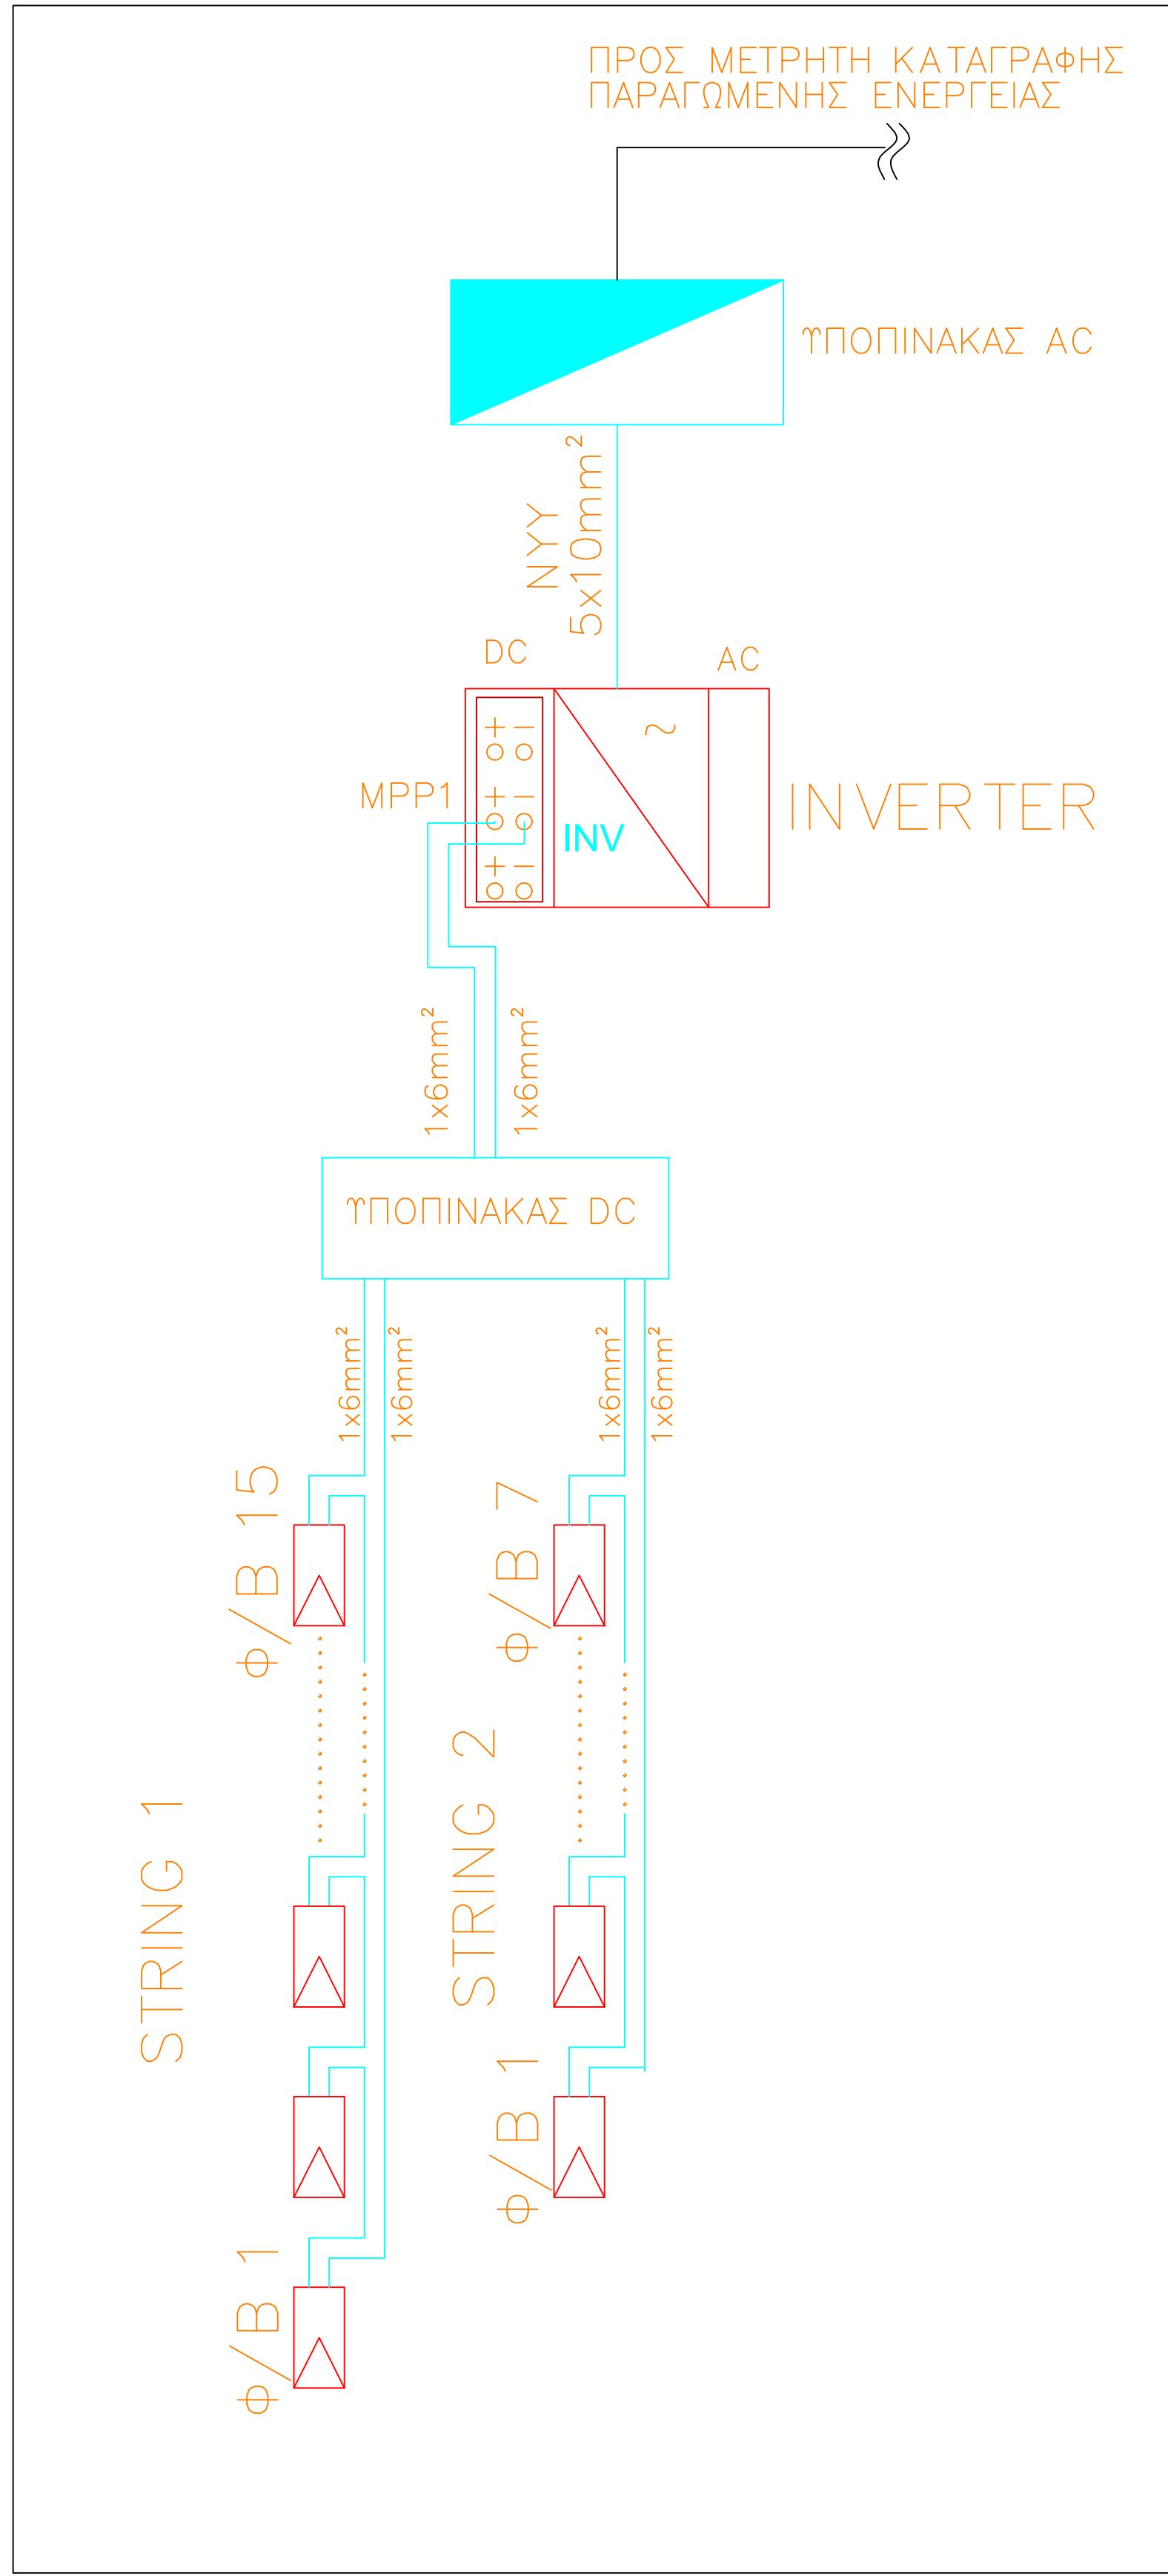 ΠΡΟΣ ΜΕΤΡΗΤΗ ΚΑΤΑΓΡΑΦΗΣ
ΠΑΡΑΓΩΜΕΝΗΣ ΕΝΕΡΓΕΙΑΣ
ΥΠΟΠΙΝΑΚΑΣ AC
NYY
5x10mm²
DC
AC
~
+ −
+ −
+ −
MPP1
INV
INVERTER
1x6mm²
1x6mm²
ΥΠΟΠΙΝΑΚΑΣ DC
1x6mm²
1x6mm²
1x6mm²
1x6mm²
Φ/Β 15
Φ/Β 7
STRING 1
STRING 2
Φ/Β 1
Φ/Β 1